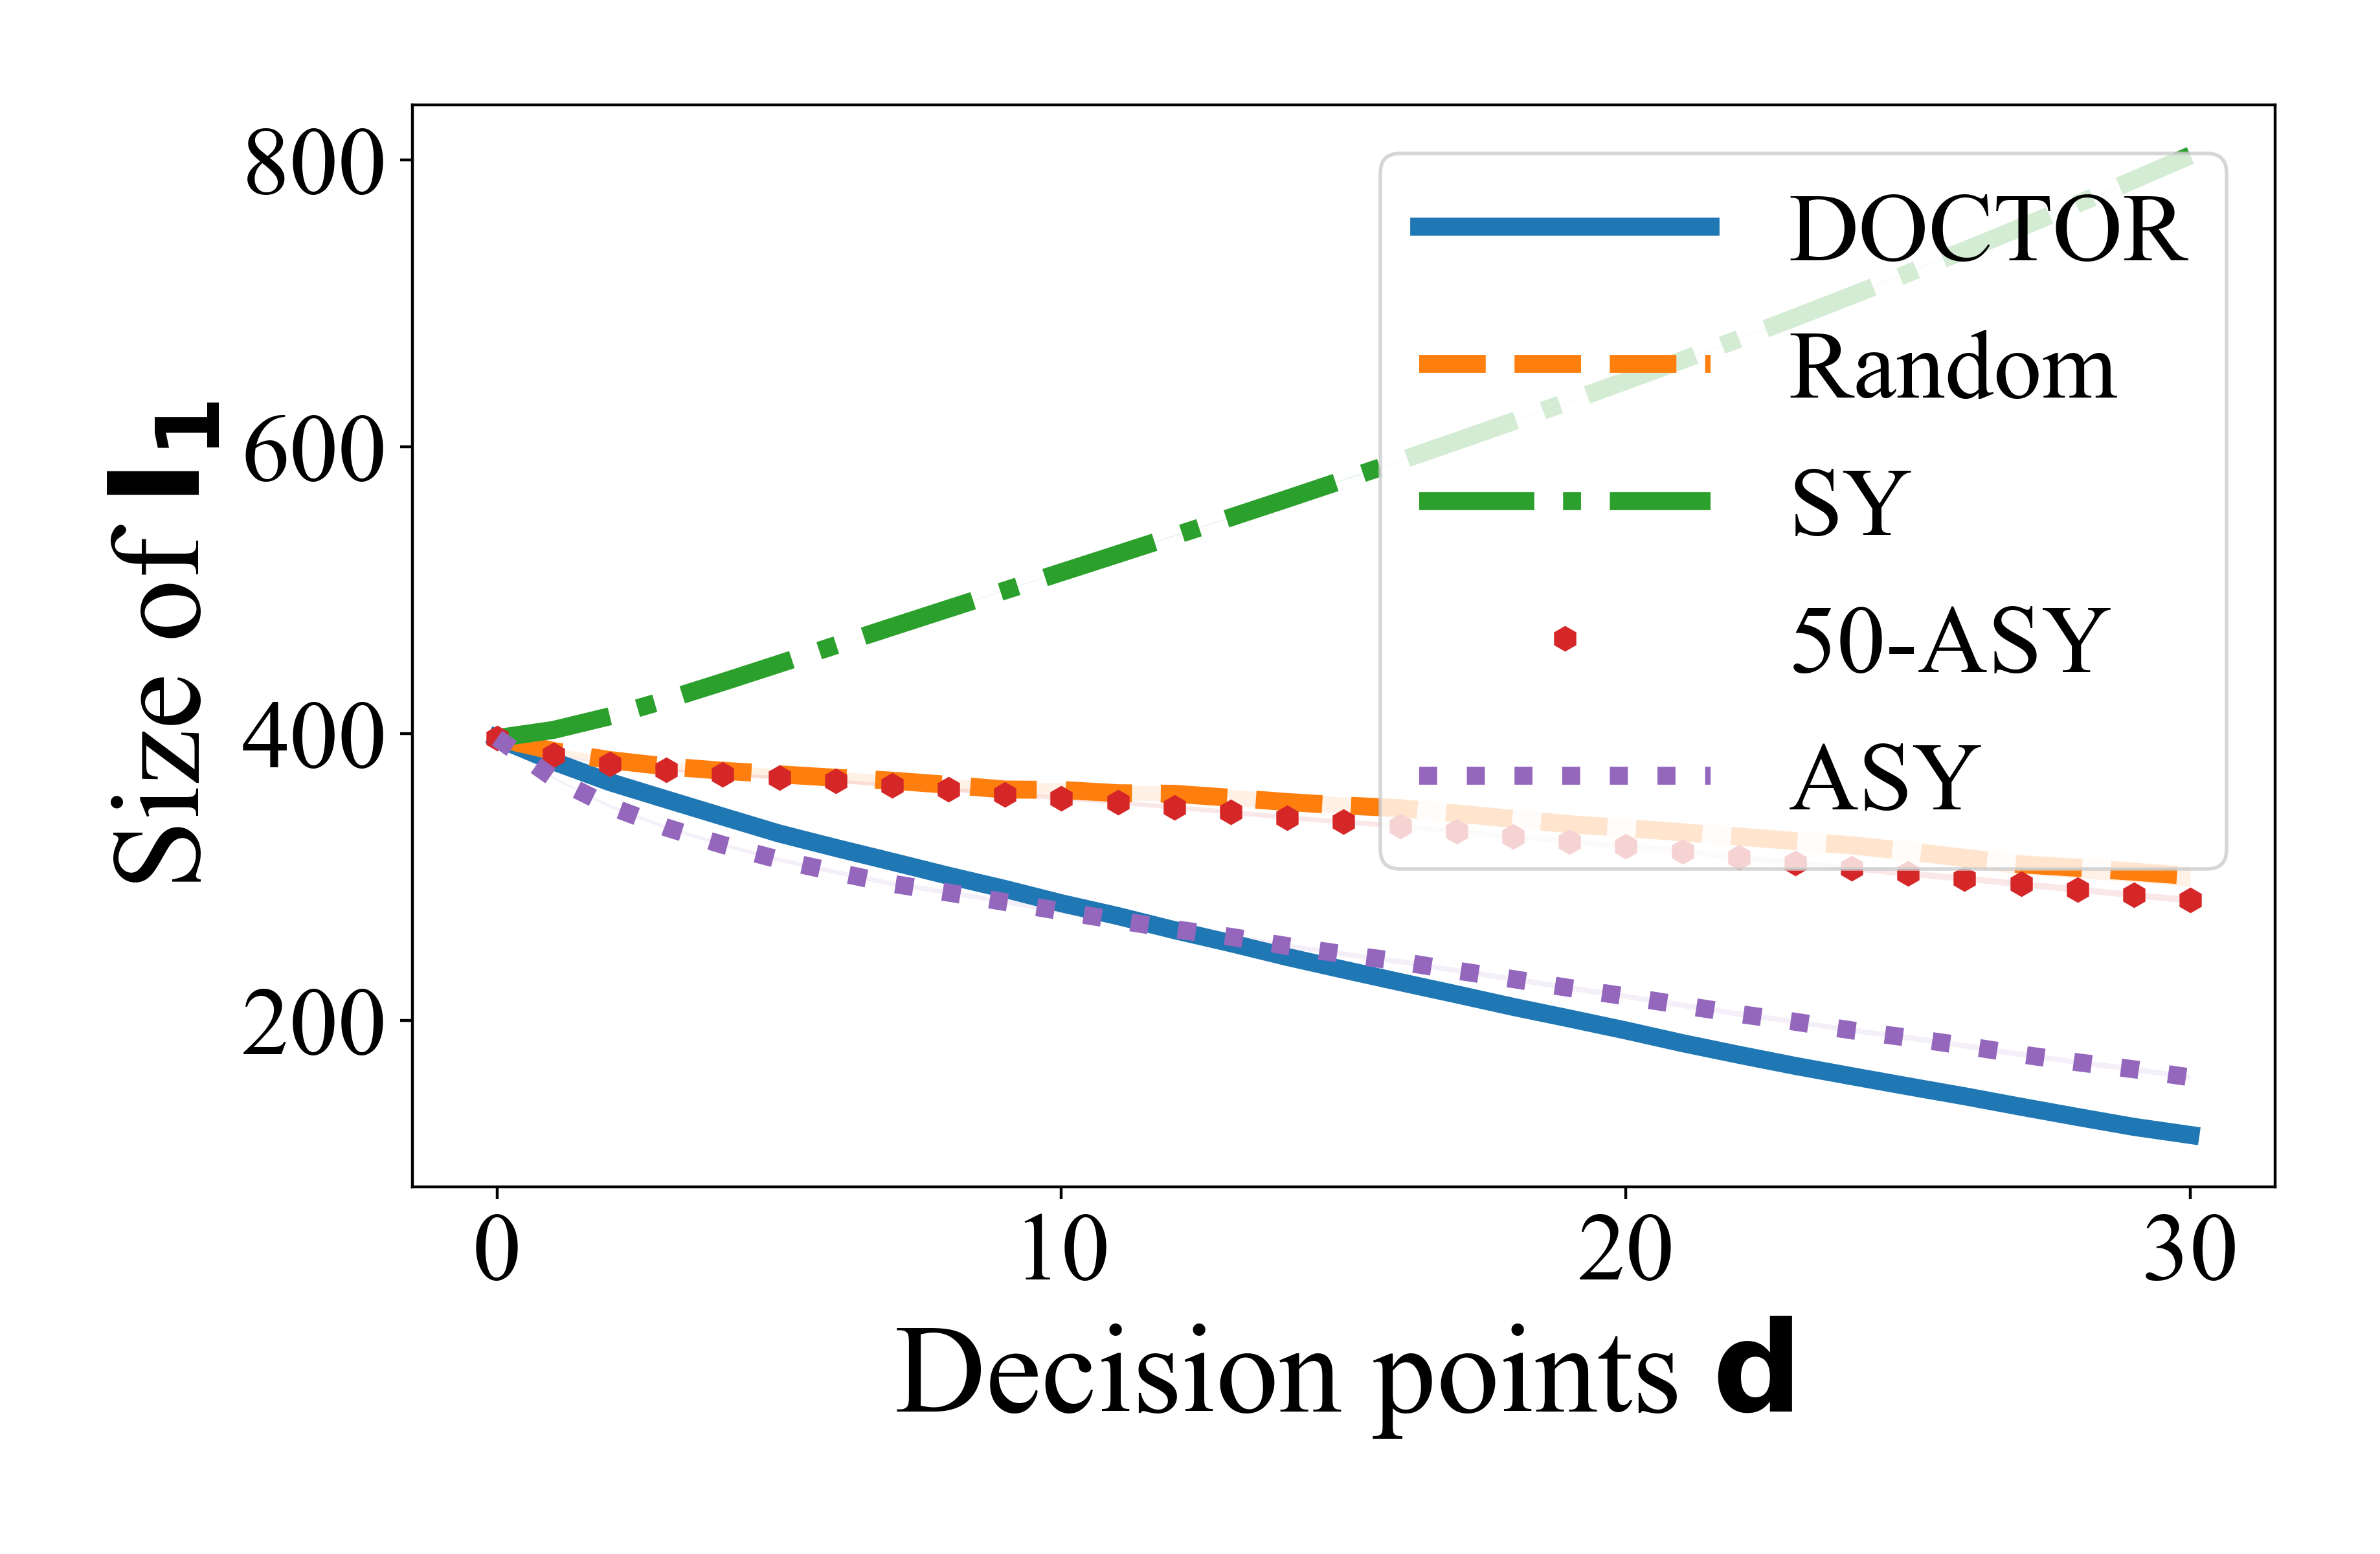 800
600
400
200
Size of l1
0 10 20 30
Decision points d
DOCTOR
Random
SY
50-ASY
ASY